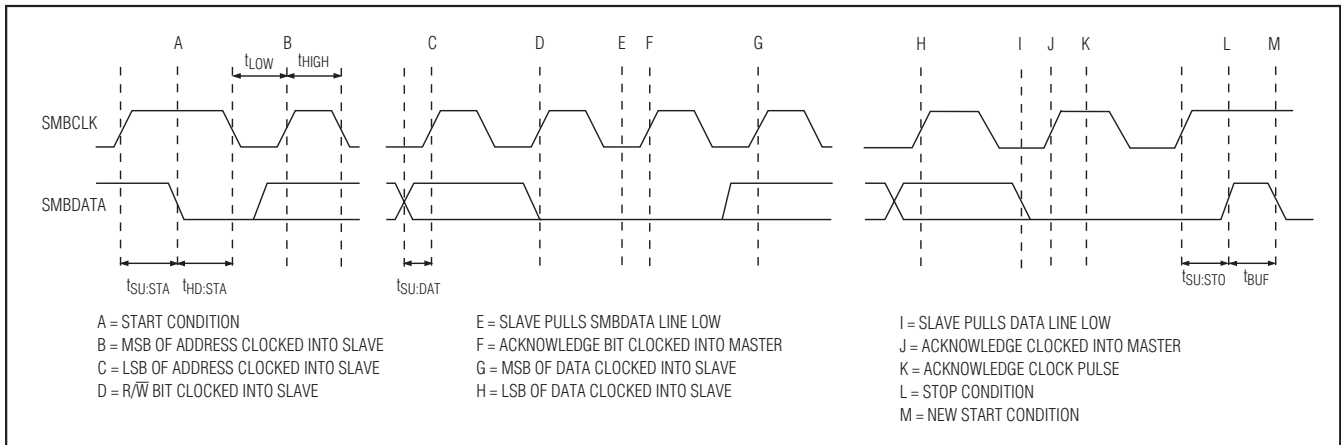 A B C D E F G H I J K L M
tLOW tHIGH
SMBCLK
SMBDATA
tSU:STA tHD:STA tSU:DAT tSU:STO tBUF
A = START CONDITION
B = MSB OF ADDRESS CLOCKED INTO SLAVE
C = LSB OF ADDRESS CLOCKED INTO SLAVE
D = R/W̅ BIT CLOCKED INTO SLAVE
E = SLAVE PULLS SMBDATA LINE LOW
F = ACKNOWLEDGE BIT CLOCKED INTO MASTER
G = MSB OF DATA CLOCKED INTO SLAVE
H = LSB OF DATA CLOCKED INTO SLAVE
I = SLAVE PULLS DATA LINE LOW
J = ACKNOWLEDGE CLOCKED INTO MASTER
K = ACKNOWLEDGE CLOCK PULSE
L = STOP CONDITION
M = NEW START CONDITION